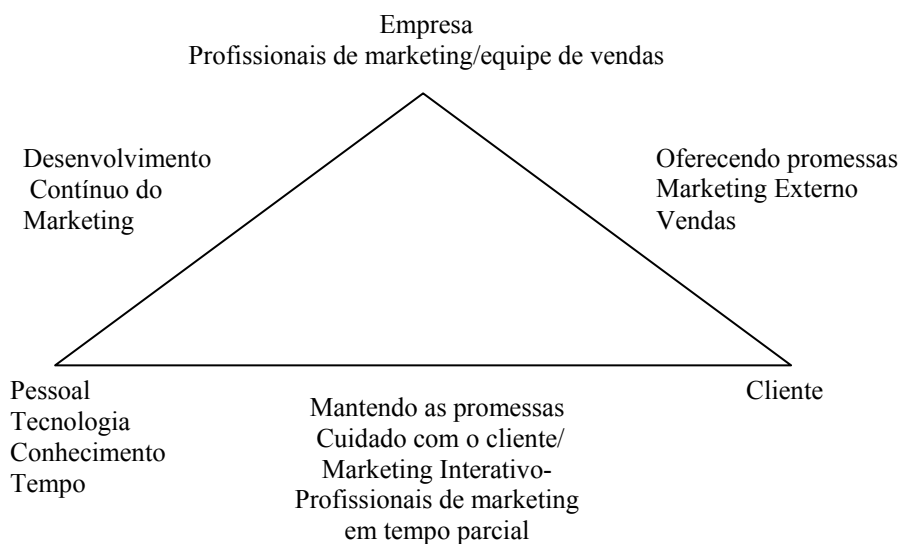 Empresa
Profissionais de marketing/equipe de vendas
Desenvolvimento
Contínuo do
Marketing
Oferecendo promessas
Marketing Externo
Vendas
Pessoal
Tecnologia
Conhecimento
Tempo
Mantendo as promessas
Cuidado com o cliente/
Marketing Interativo-
Profissionais de marketing
em tempo parcial
Cliente